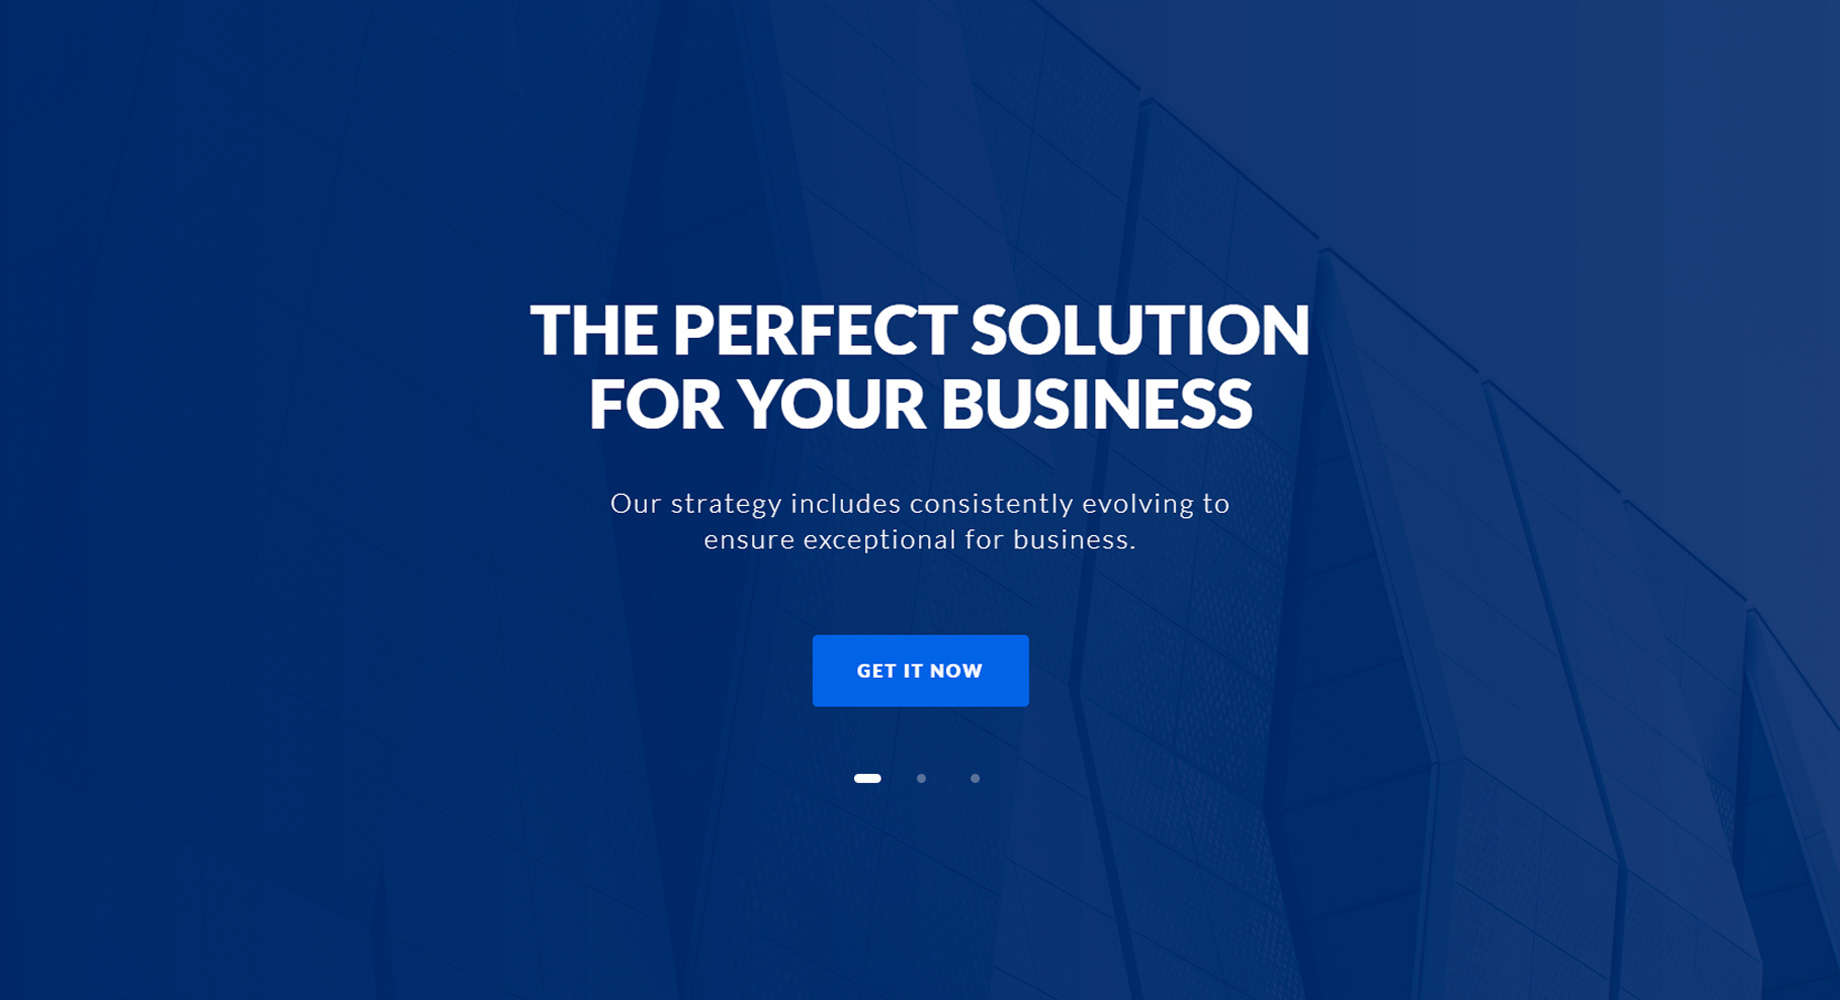 THE PERFECT SOLUTION
FOR YOUR BUSINESS
Our strategy includes consistently evolving to
ensure exceptional for business.
GET IT NOW